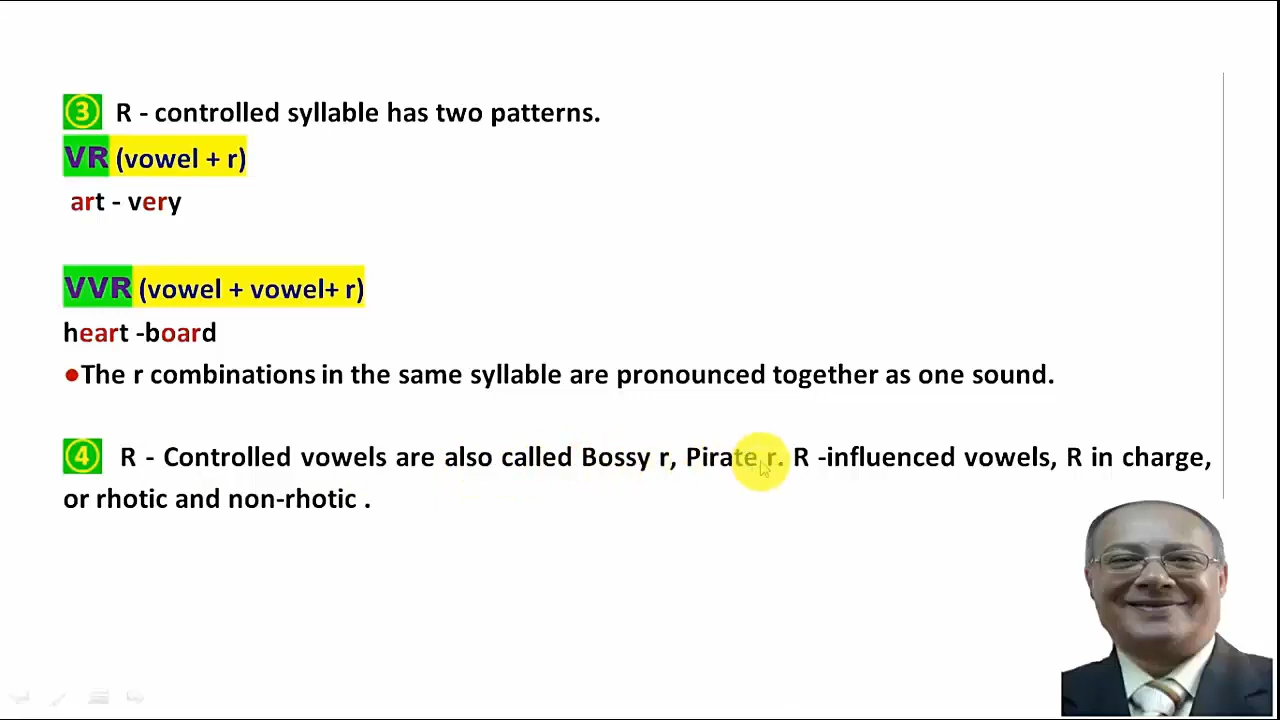 ③ R - controlled syllable has two patterns.
VR (vowel + r)
art - very
VVR (vowel + vowel+ r)
heart -board
●The r combinations in the same syllable are pronounced together as one sound.
④ R - Controlled vowels are also called Bossy r, Pirate r. R -influenced vowels, R in charge,
or rhotic and non-rhotic .